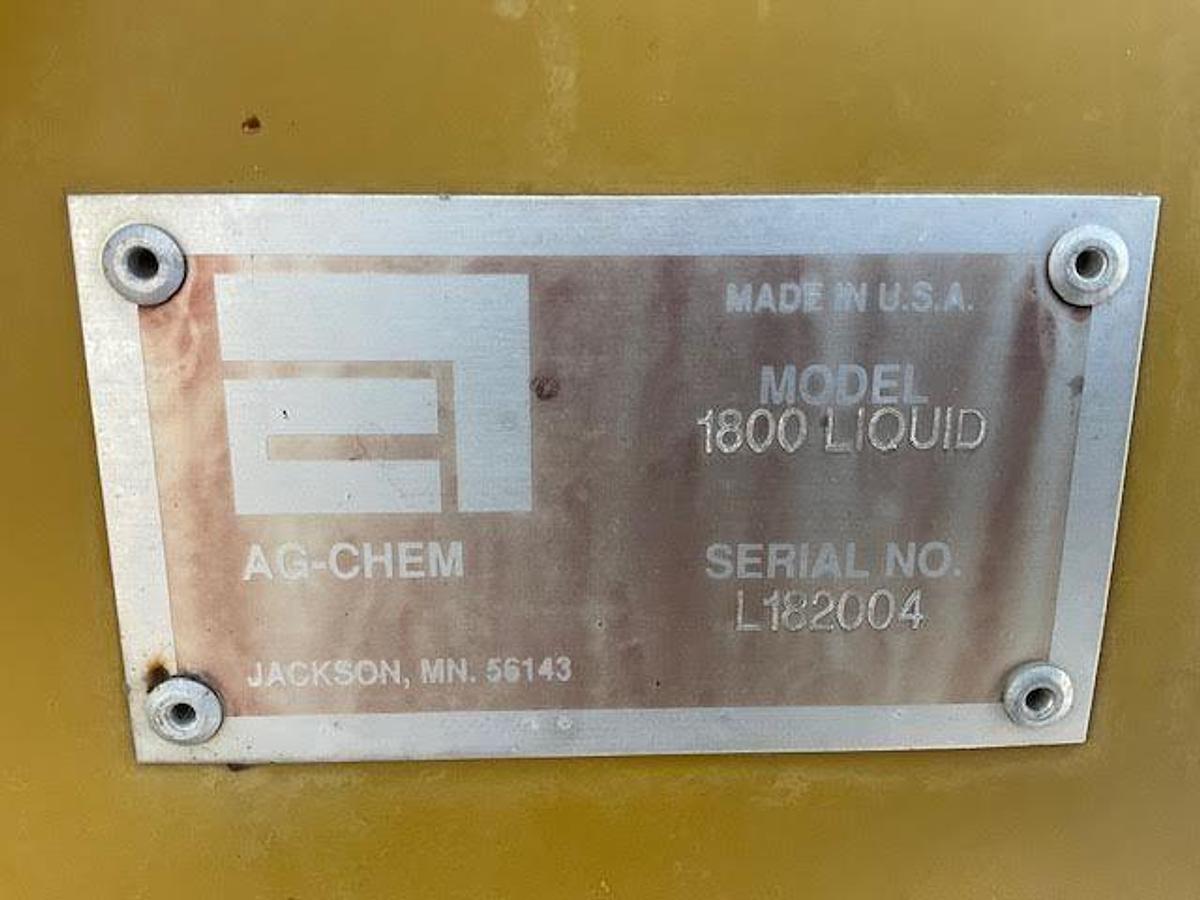 MADE IN U.S.A.
MODEL
1800 LIQUID
AG-CHEM
SERIAL NO.
L182004
JACKSON, MN. 56143